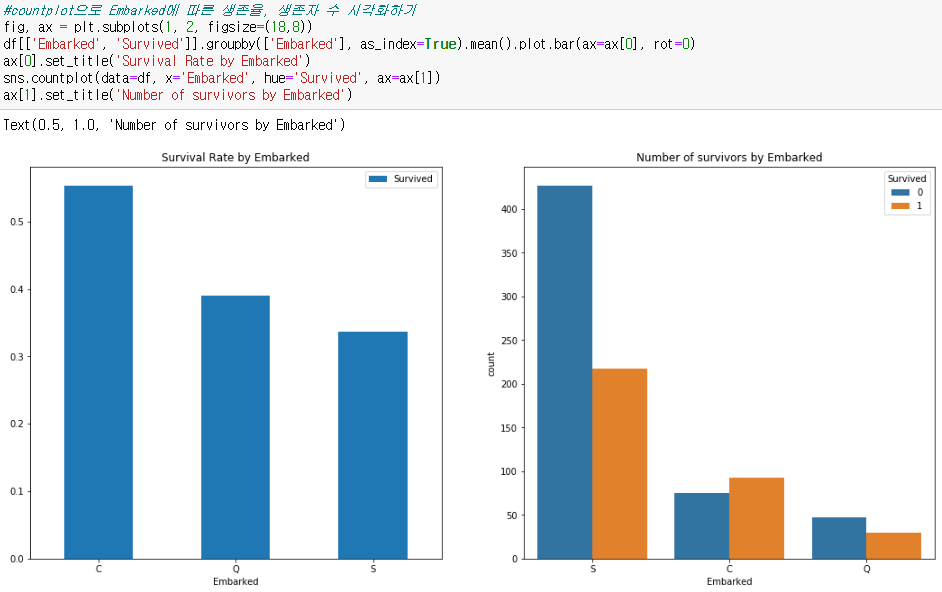 #countplot으로 Embarked에 따른 생존율, 생존자 수 시각화하기
fig, ax = plt.subplots(1, 2, figsize=(18,8))
df[['Embarked', 'Survived']].groupby(['Embarked'], as_index=True).mean().plot.bar(ax=ax[0], rot=0)
ax[0].set_title('Survival Rate by Embarked')
sns.countplot(data=df, x='Embarked', hue='Survived', ax=ax[1])
ax[1].set_title('Number of survivors by Embarked')
Text(0.5, 1.0, 'Number of survivors by Embarked')
Survival Rate by Embarked
Survived
0.5
0.4
0.3
0.2
0.1
0.0
C Q S
Embarked
Number of survivors by Embarked
Survived
0
1
400
350
300
250
200
150
100
50
0
count
S C Q
Embarked